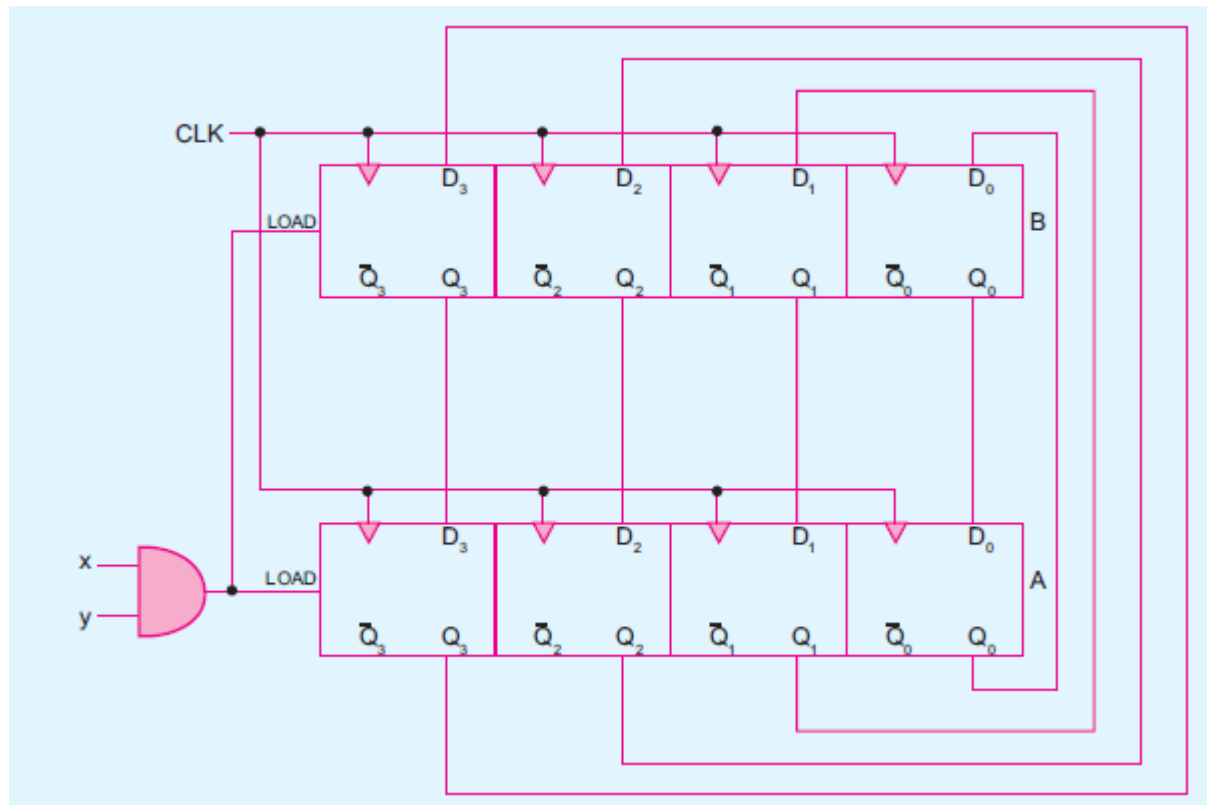 CLK
D₃ D₂ D₁ D₀
LOAD
B
Q̅₃ Q₃ Q̅₂ Q₂ Q̅₁ Q₁ Q̅₀ Q₀
D₃ D₂ D₁ D₀
x
LOAD
A
y
Q̅₃ Q₃ Q̅₂ Q₂ Q̅₁ Q₁ Q̅₀ Q₀